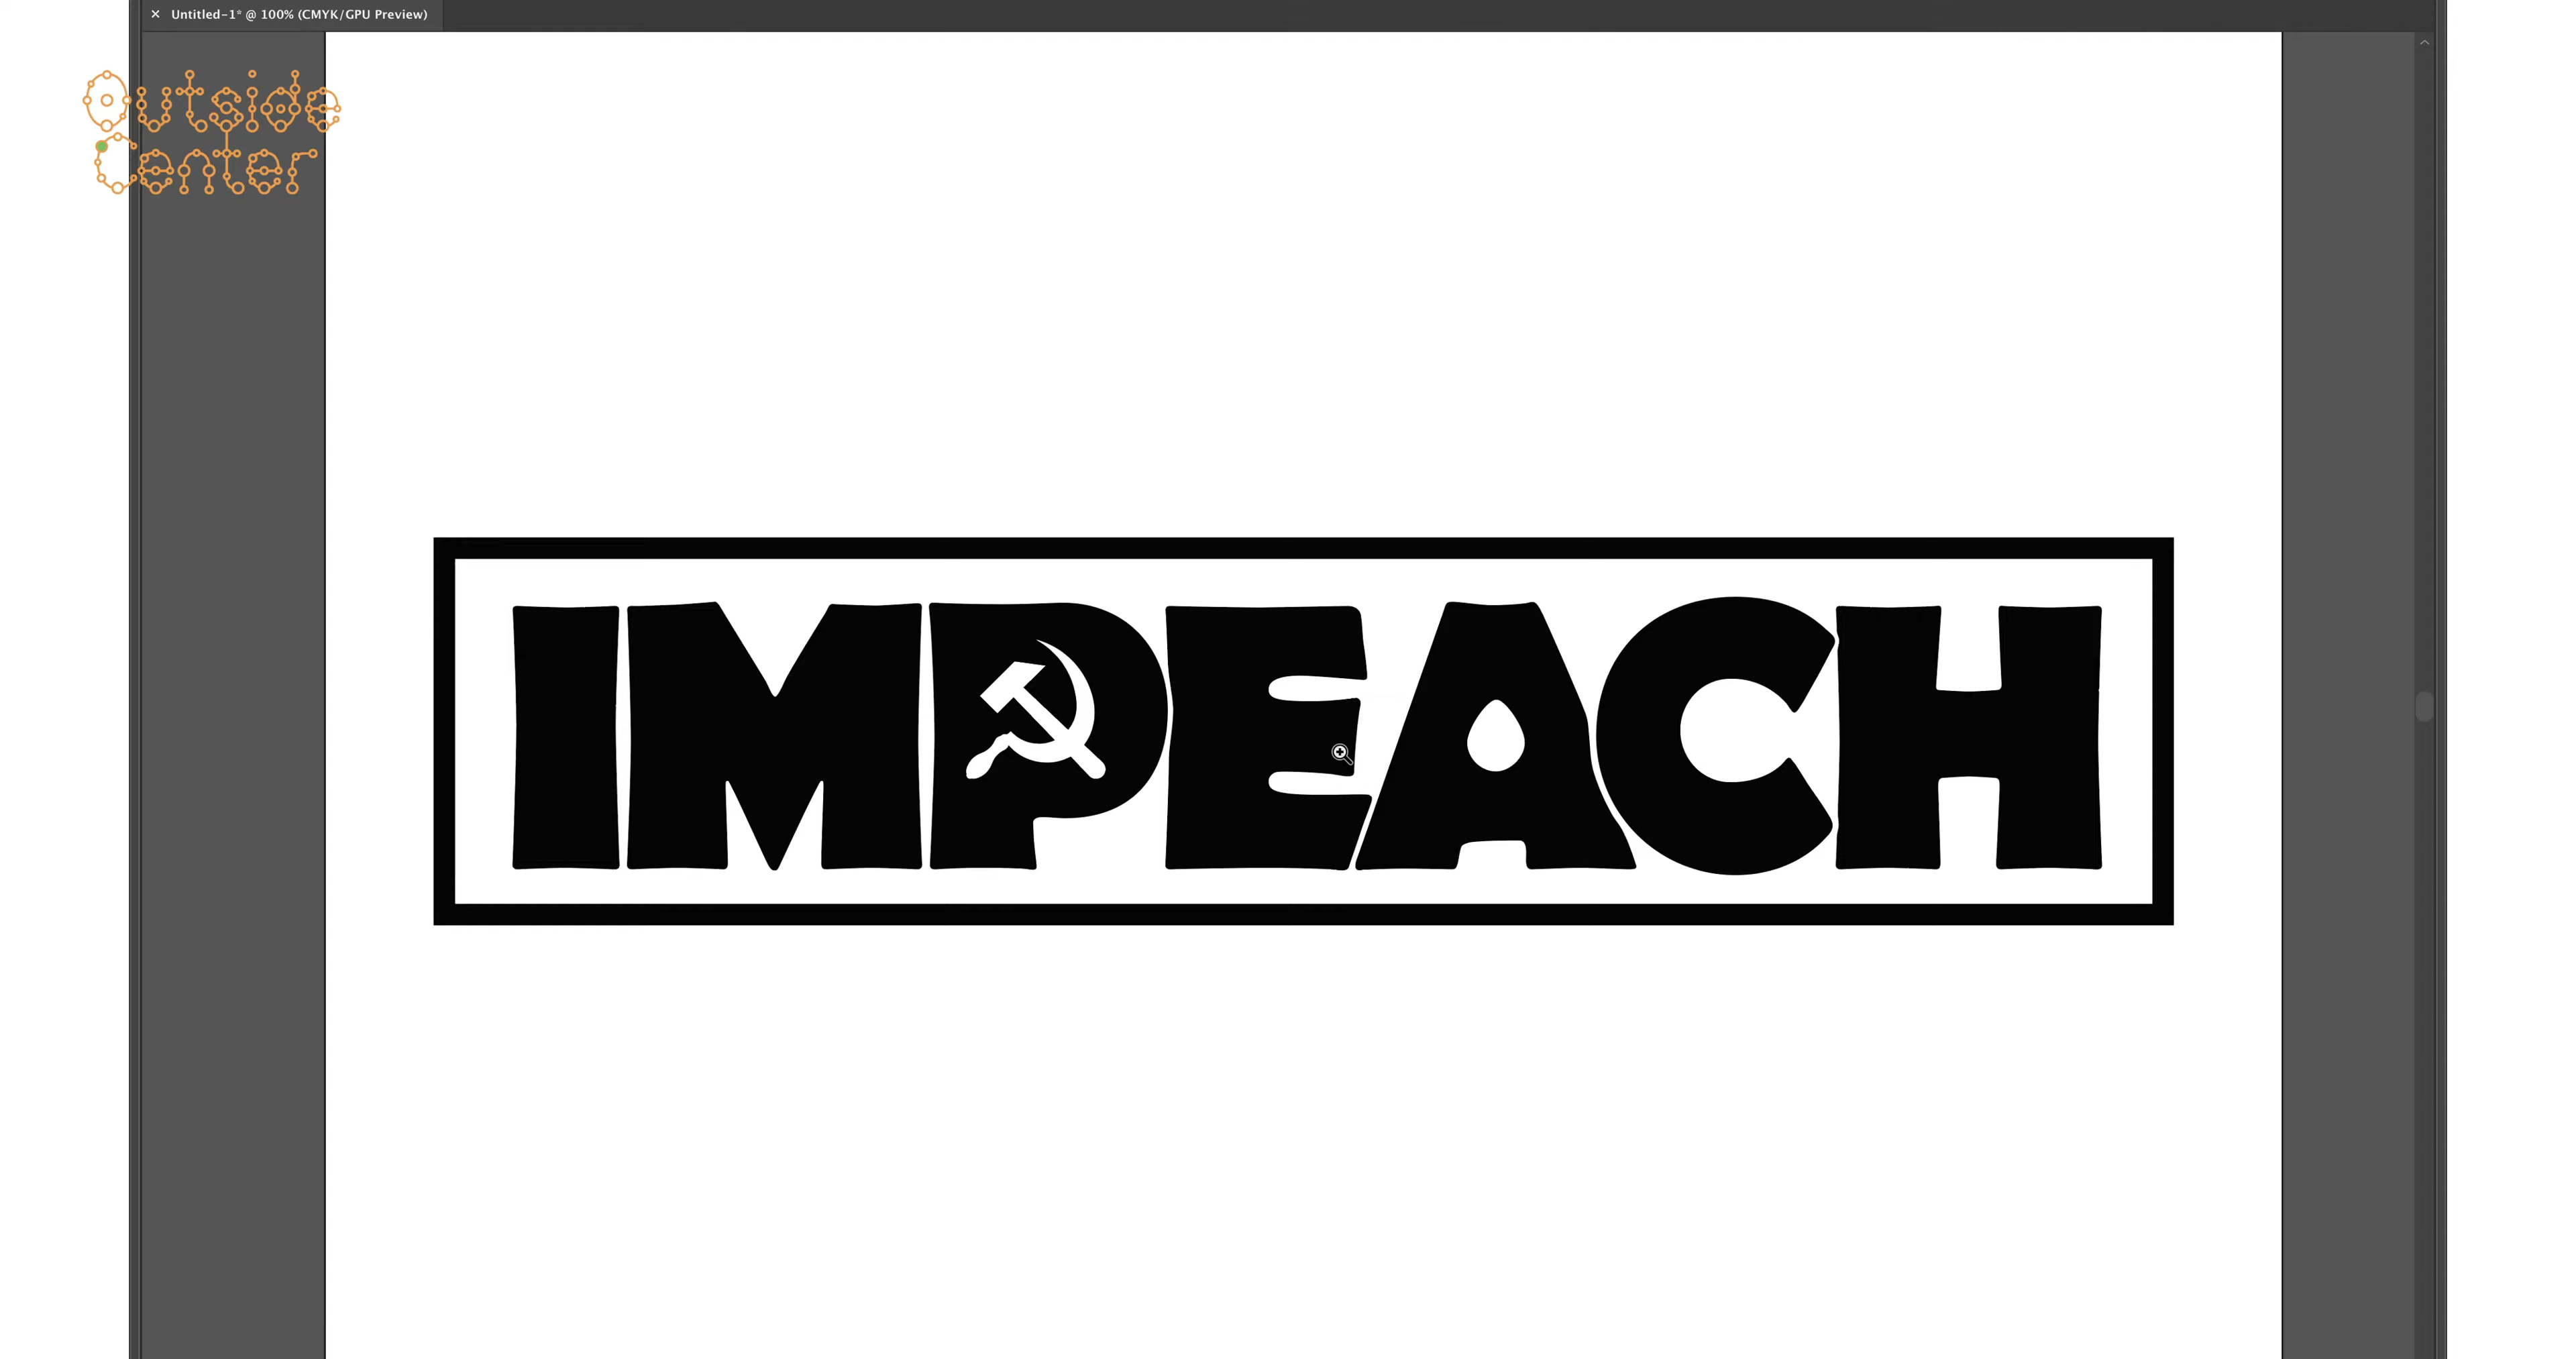 Untitled-1* @ 100% (CMYK/GPU Preview)
Outside
Center
IMPEACH